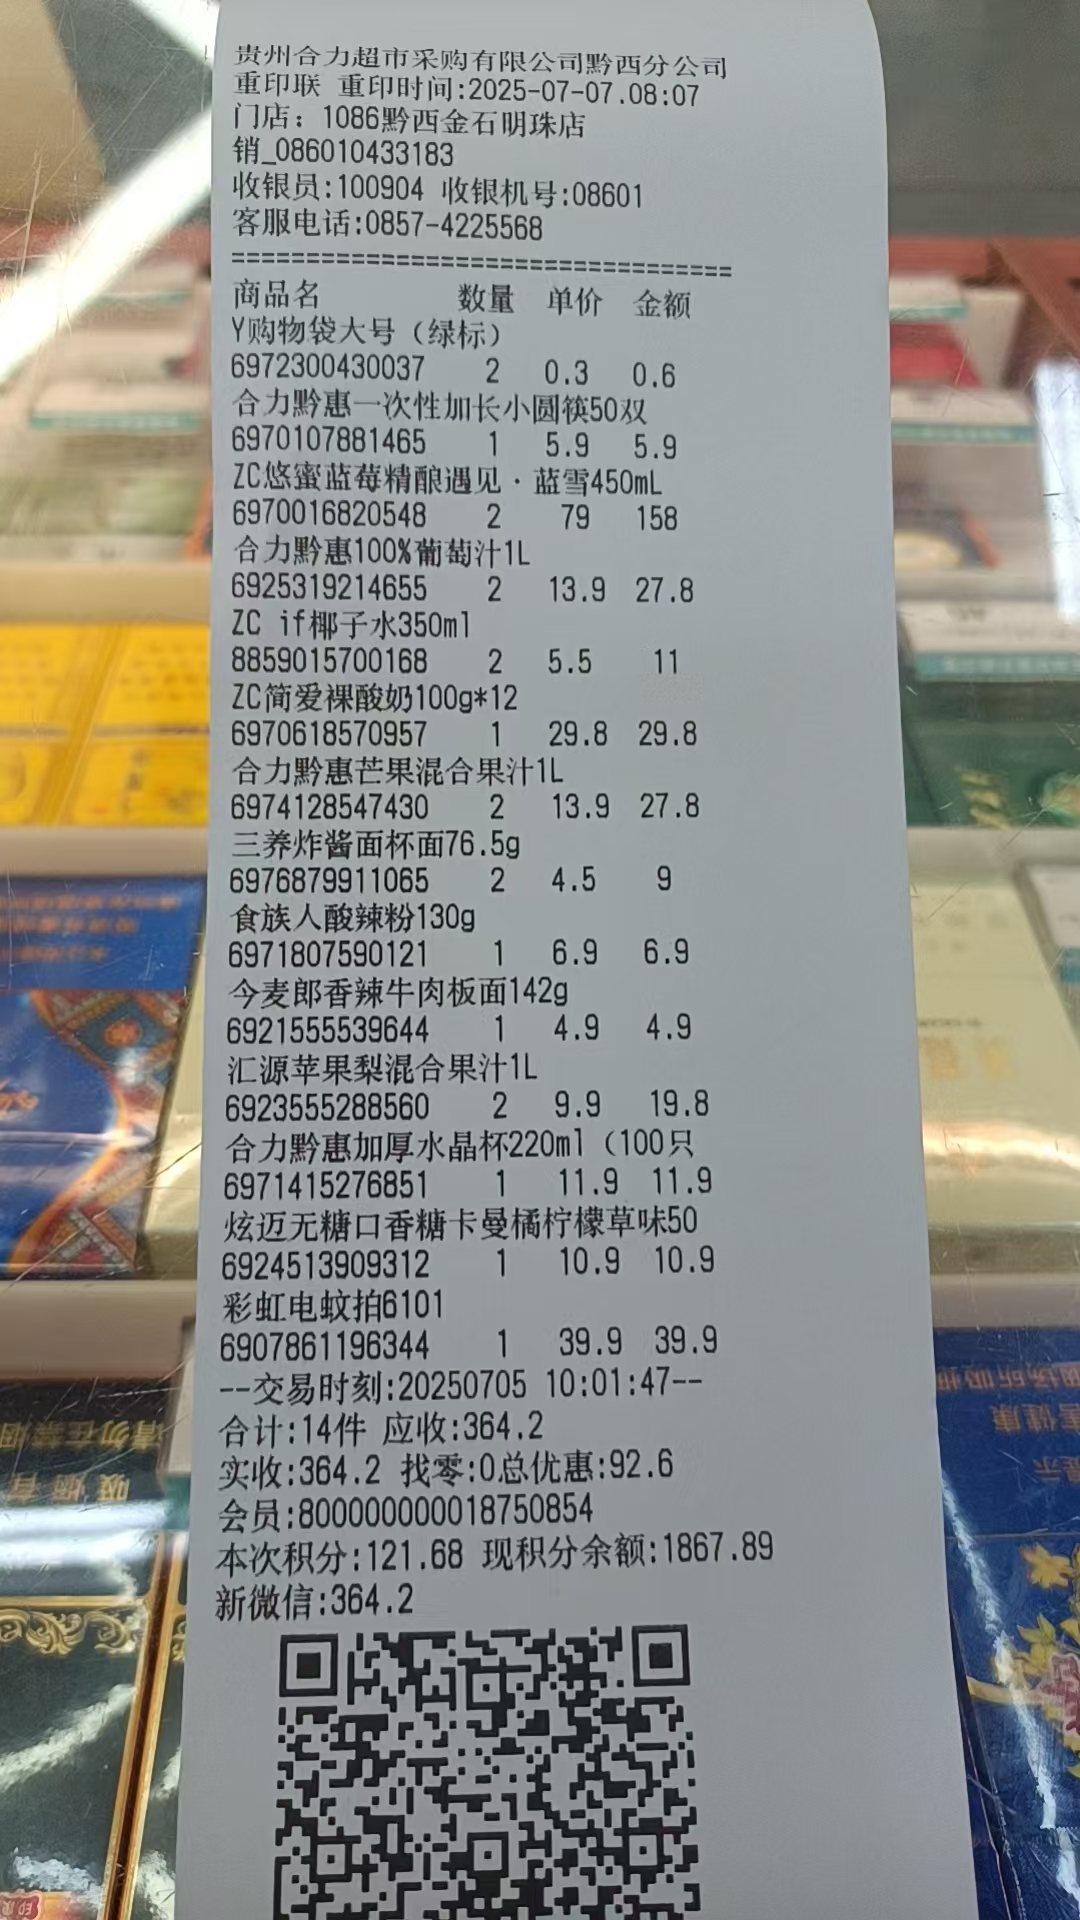 贵州合力超市采购有限公司黔西分公司
重印联 重印时间:2025-07-07.08:07
门店: 1086黔西金石明珠店
销_086010433183
收银员:100904 收银机号:08601
客服电话:0857-4225568
==================================
商品名 数量 单价 金额
Y购物袋大号（绿标）
6972300430037 2 0.3 0.6
合力黔惠一次性加长小圆筷50双
6970107881465 1 5.9 5.9
ZC悠蜜蓝莓精酿遇见·蓝雪450mL
6970016820548 2 79 158
合力黔惠100%葡萄汁1L
6925319214655 2 13.9 27.8
ZC if椰子水350ml
8859015700168 2 5.5 11
ZC简爱裸酸奶100g*12
6970618570957 1 29.8 29.8
合力黔惠芒果混合果汁1L
6974128547430 2 13.9 27.8
三养炸酱面杯面76.5g
6976879911065 2 4.5 9
食族人酸辣粉130g
6971807590121 1 6.9 6.9
今麦郎香辣牛肉板面142g
6921555539644 1 4.9 4.9
汇源苹果梨混合果汁1L
6923555288560 2 9.9 19.8
合力黔惠加厚水晶杯220ml（100只
6971415276851 1 11.9 11.9
炫迈无糖口香糖卡曼橘柠檬草味50
6924513909312 1 10.9 10.9
彩虹电蚊拍6101
6907861196344 1 39.9 39.9
--交易时刻:20250705 10:01:47--
合计:14件 应收:364.2
实收:364.2 找零:0总优惠:92.6
会员:800000000018750854
本次积分:121.68 现积分余额:1867.89
新微信:364.2